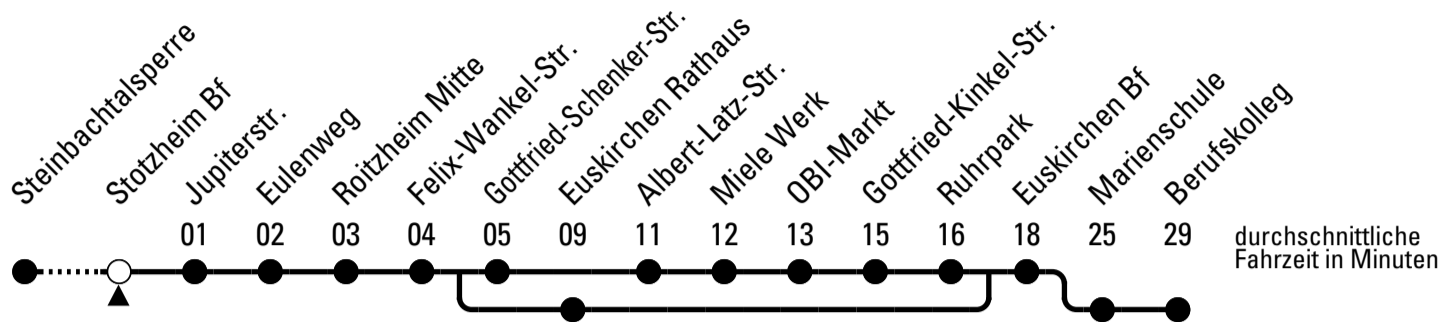 Steinbachtalsperre
Stotzheim Bf
Jupiterstr.
Eulenweg
Roitzheim Mitte
Felix-Wankel-Str.
Gottfried-Schenker-Str.
Euskirchen Rathaus
Albert-Latz-Str.
Miele Werk
OBI-Markt
Gottfried-Kinkel-Str.
Ruhrpark
Euskirchen Bf
Marienschule
Berufskolleg
01 02 03 04 05 09 11 12 13 15 16 18 25 29
durchschnittliche
Fahrzeit in Minuten